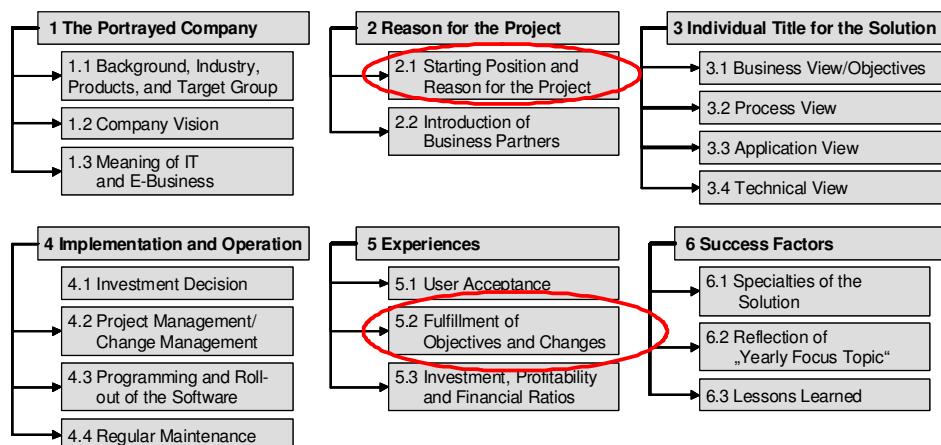 1 The Portrayed Company
1.1 Background, Industry,
Products, and Target Group
1.2 Company Vision
1.3 Meaning of IT
and E-Business
2 Reason for the Project
2.1 Starting Position and
Reason for the Project
2.2 Introduction of
Business Partners
3 Individual Title for the Solution
3.1 Business View/Objectives
3.2 Process View
3.3 Application View
3.4 Technical View
4 Implementation and Operation
4.1 Investment Decision
4.2 Project Management/
Change Management
4.3 Programming and Roll-
out of the Software
4.4 Regular Maintenance
5 Experiences
5.1 User Acceptance
5.2 Fulfillment of
Objectives and Changes
5.3 Investment, Profitability
and Financial Ratios
6 Success Factors
6.1 Specialties of the
Solution
6.2 Reflection of
„Yearly Focus Topic“
6.3 Lessons Learned